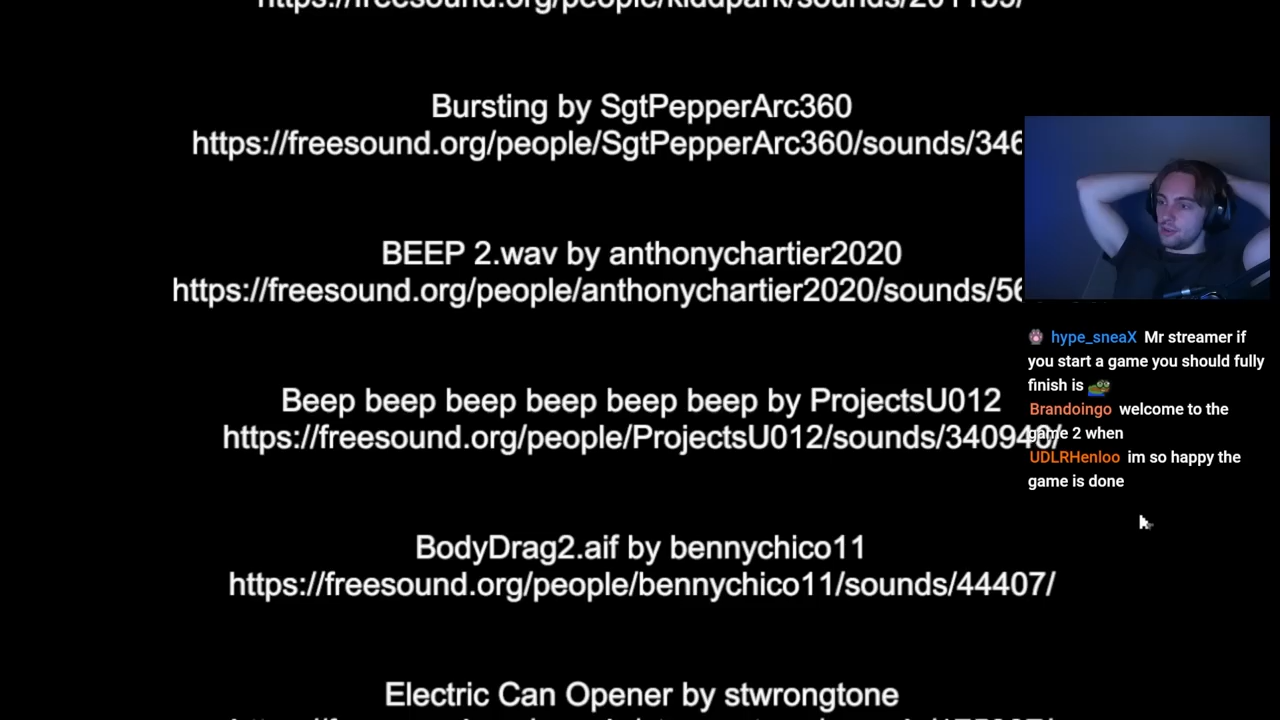 Bursting by SgtPepperArc360
https://freesound.org/people/SgtPepperArc360/sounds/346
BEEP 2.wav by anthonychartier2020
https://freesound.org/people/anthonychartier2020/sounds/56
Beep beep beep beep beep beep by ProjectsU012
https://freesound.org/people/ProjectsU012/sounds/340946/
BodyDrag2.aif by bennychico11
https://freesound.org/people/bennychico11/sounds/44407/
Electric Can Opener by stwrongtone
hype_sneaX Mr streamer if
you start a game you should fully
finish is
Brandoingo welcome to the
game 2 when
UDLRHenloo im so happy the
game is done